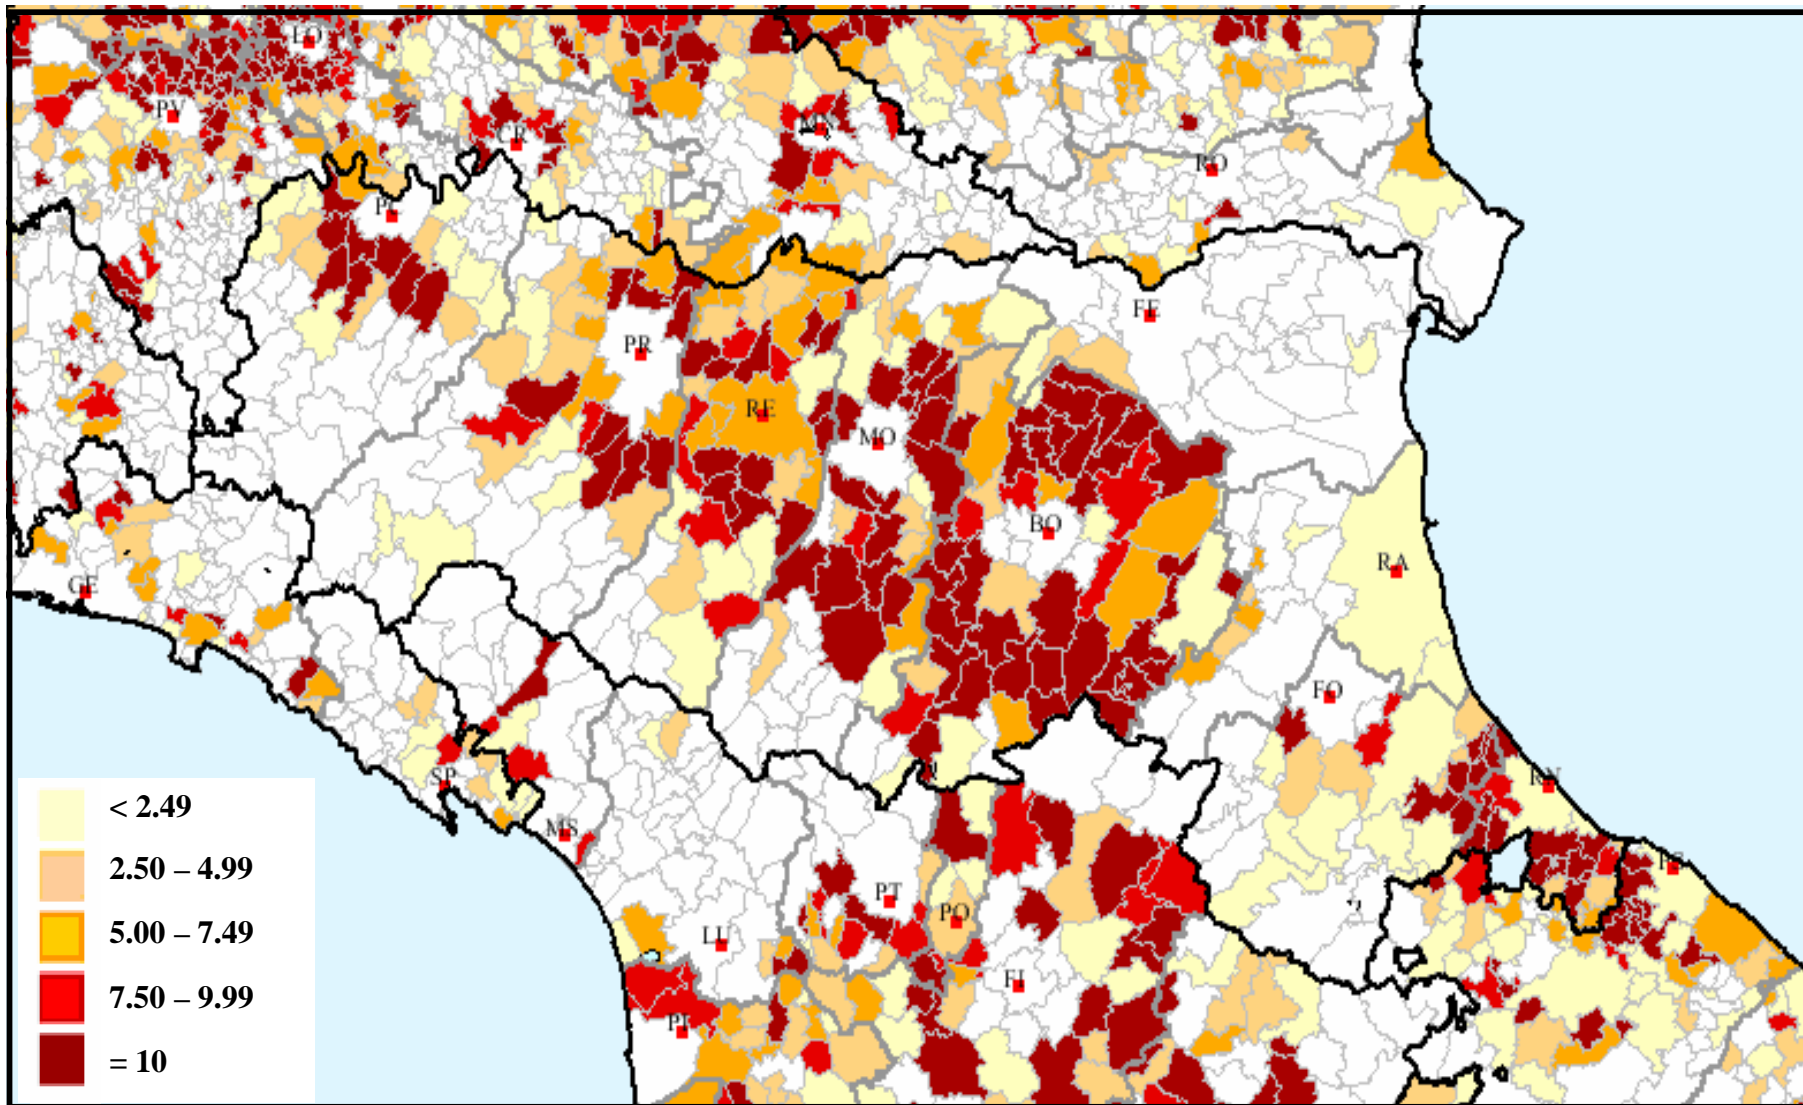 LO
PV
CR
MN
RO
PC
FE
PR
RE
MO
BO
RA
GE
FO
SP
RN
MS
PS
PT
PO
LU
FI
PI
< 2.49
2.50 – 4.99
5.00 – 7.49
7.50 – 9.99
= 10